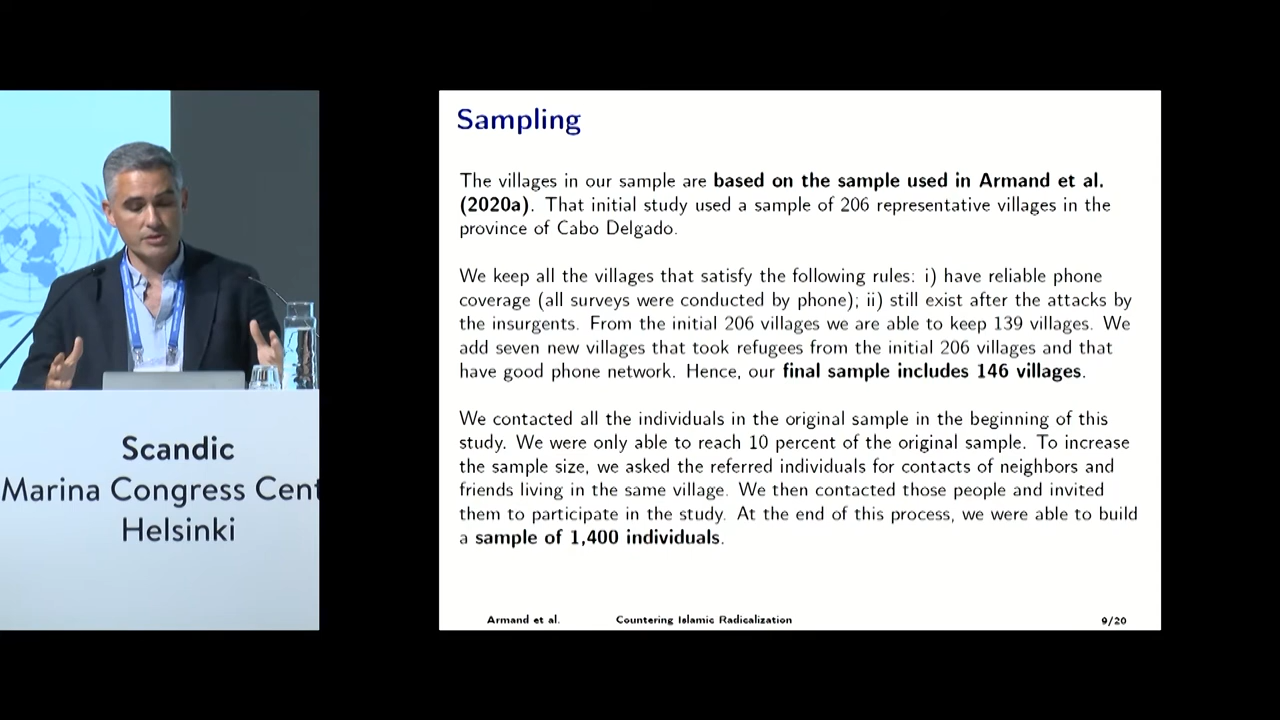 Scandic
Marina Congress Cent
Helsinki
Sampling
The villages in our sample are based on the sample used in Armand et al.
(2020a). That initial study used a sample of 206 representative villages in the
province of Cabo Delgado.
We keep all the villages that satisfy the following rules: i) have reliable phone
coverage (all surveys were conducted by phone); ii) still exist after the attacks by
the insurgents. From the initial 206 villages we are able to keep 139 villages. We
add seven new villages that took refugees from the initial 206 villages and that
have good phone network. Hence, our final sample includes 146 villages.
We contacted all the individuals in the original sample in the beginning of this
study. We were only able to reach 10 percent of the original sample. To increase
the sample size, we asked the referred individuals for contacts of neighbors and
friends living in the same village. We then contacted those people and invited
them to participate in the study. At the end of this process, we were able to build
a sample of 1,400 individuals.
Armand et al. Countering Islamic Radicalization 9/20